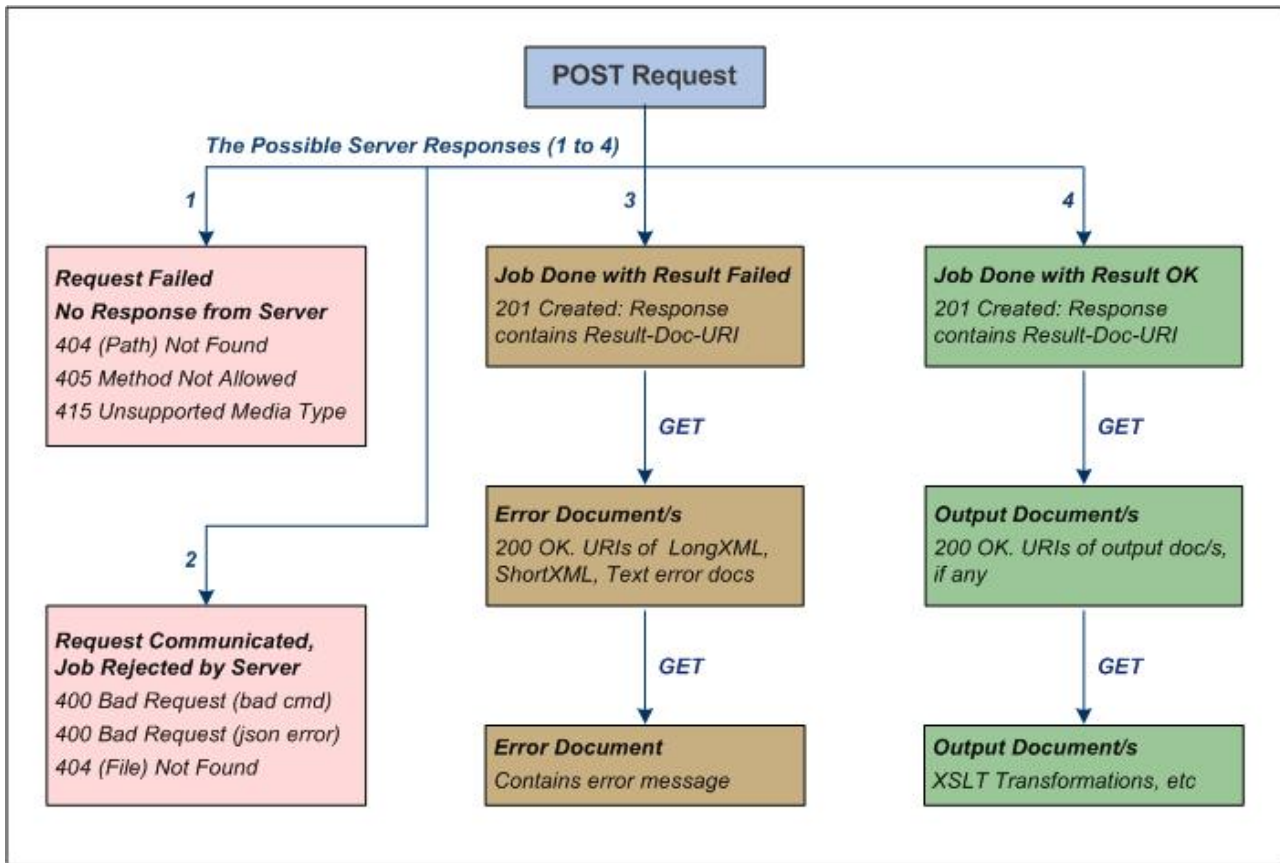 POST Request
The Possible Server Responses (1 to 4)
1
Request Failed
No Response from Server
404 (Path) Not Found
405 Method Not Allowed
415 Unsupported Media Type
2
Request Communicated,
Job Rejected by Server
400 Bad Request (bad cmd)
400 Bad Request (json error)
404 (File) Not Found
3
Job Done with Result Failed
201 Created: Response
contains Result-Doc-URI
GET
Error Document/s
200 OK. URIs of LongXML,
ShortXML, Text error docs
GET
Error Document
Contains error message
4
Job Done with Result OK
201 Created: Response
contains Result-Doc-URI
GET
Output Document/s
200 OK. URIs of output doc/s,
if any
GET
Output Document/s
XSLT Transformations, etc